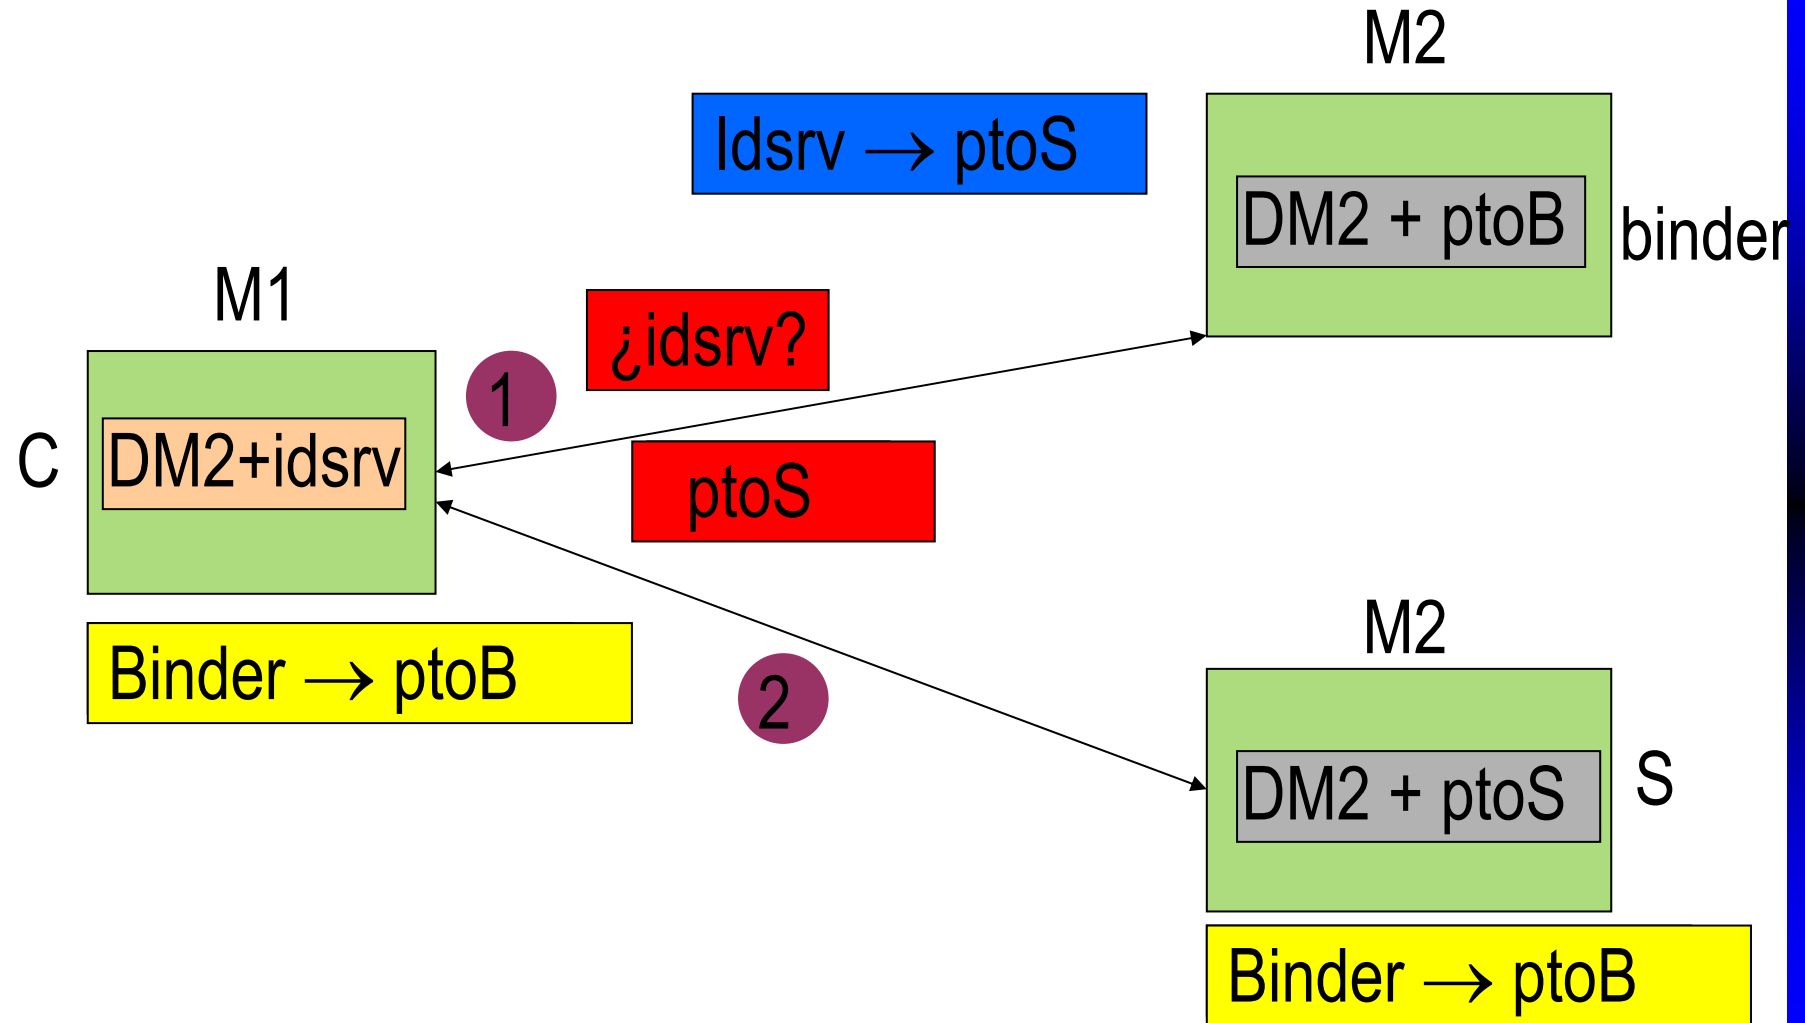 M2
Idsrv → ptoS
DM2 + ptoB
binder
M1
¿idsrv?
1
C
DM2+idsrv
ptoS
Binder → ptoB
2
M2
DM2 + ptoS
S
Binder → ptoB